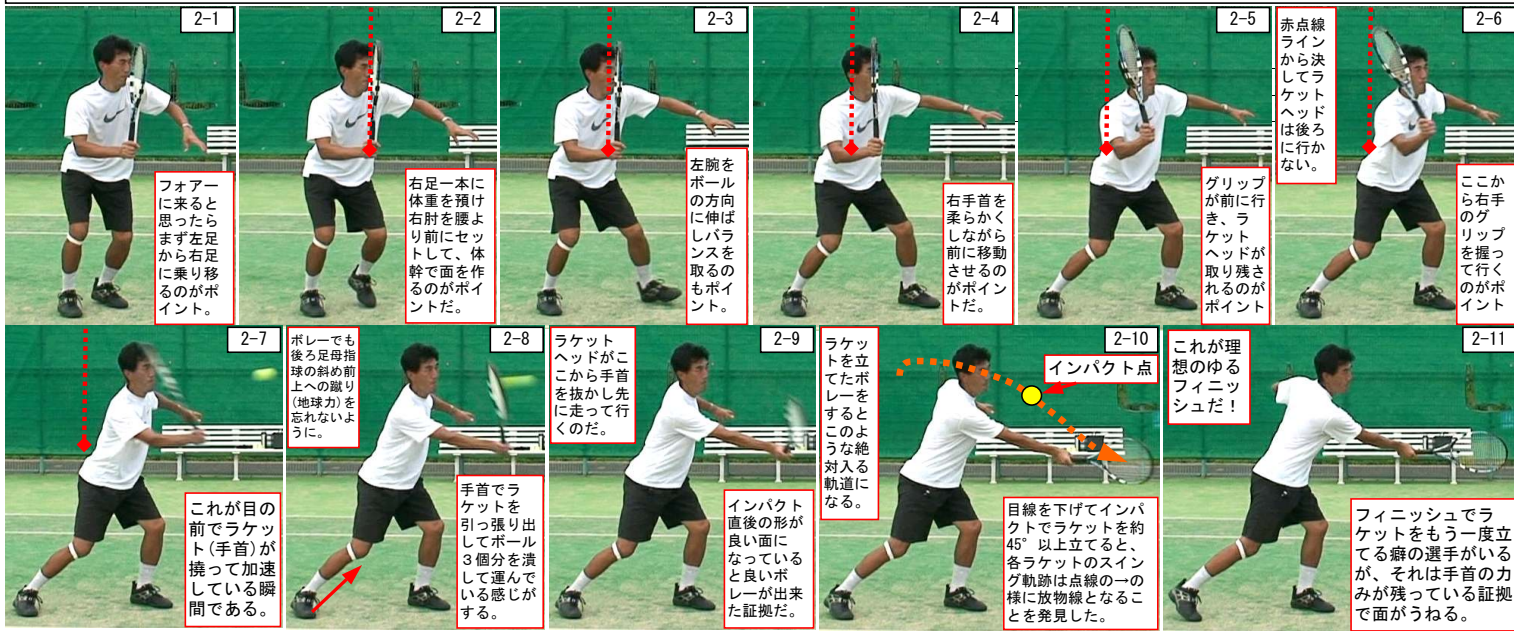 2-1
フォアー
に来ると
思ったら
まず左足
から右足
に乗り移
るのがポ
イント。
2-2
右足一本に
体重を預け
右肘を腰よ
り前にセッ
トして、体
幹で面を作
るのがポイ
ントだ。
2-3
左腕を
ボール
の方向
に伸ば
しバラ
ンスを
取るの
もポイ
ント。
2-4
右手首を
柔らかく
しながら
前に移動
させるの
がポイン
トだ。
2-5
グリップ
が前に行
き、ラ
ケット
ヘッドが
取り残さ
れるのが
ポイント
2-6
赤点線
ライン
から決
してラ
ケット
ヘッド
は後ろ
に行か
ない。
ここか
ら右手
のグ
リップ
を握っ
て行く
のがポ
イント
2-7
これが目の
前でラケッ
ト(手首)が
撓って加速
している瞬
間である。
2-8
ボレーでも
後ろ足母指
球の斜め前
上への蹴り
(地球力)を
忘れないよ
うに。
手首でラ
ケットを
引っ張り出
してボール
3個分を潰
して運んで
いる感じが
する。
2-9
ラケット
ヘッドがこ
こから手首
を抜かし先
に走って行
くのだ。
インパクト
直後の形が
良い面に
なっている
と良いボ
レーが出来
た証拠だ。
2-10
ラケッ
トを立
てたボ
レーを
すると
このよ
うな絶
対入る
軌道に
なる。
インパクト点
目線を下げてインパ
クトでラケットを約
45°以上立てると、
各ラケットのスイン
グ軌跡は点線の→の
様に放物線となるこ
とを発見した。
2-11
これが理
想のゆる
フィニッ
シュだ!
フィニッシュでラ
ケットをもう一度立
てる癖の選手がいる
が、それは手首の力
みが残っている証拠
で面がうねる。